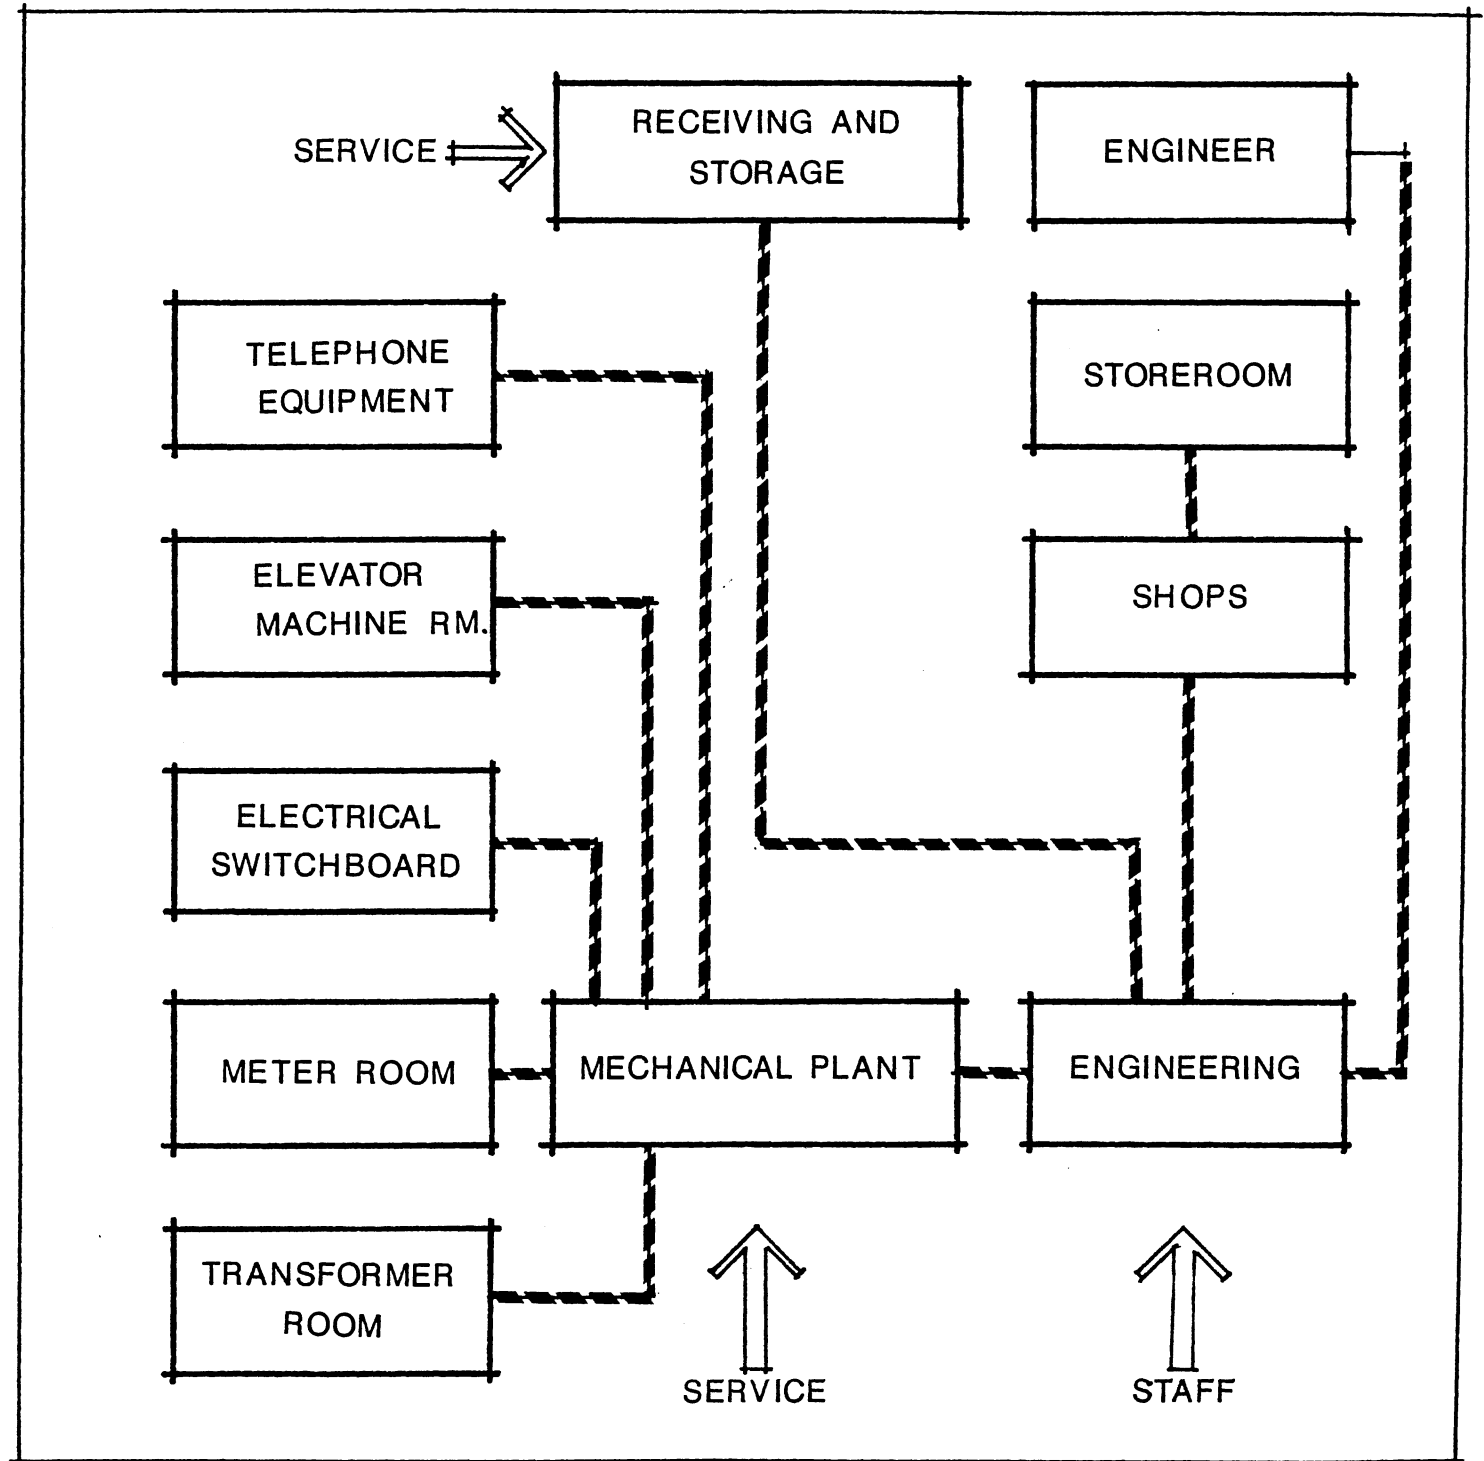 SERVICE
RECEIVING AND
STORAGE
ENGINEER
TELEPHONE
EQUIPMENT
STOREROOM
ELEVATOR
MACHINE RM.
SHOPS
ELECTRICAL
SWITCHBOARD
METER ROOM
MECHANICAL PLANT
ENGINEERING
TRANSFORMER
ROOM
SERVICE
STAFF